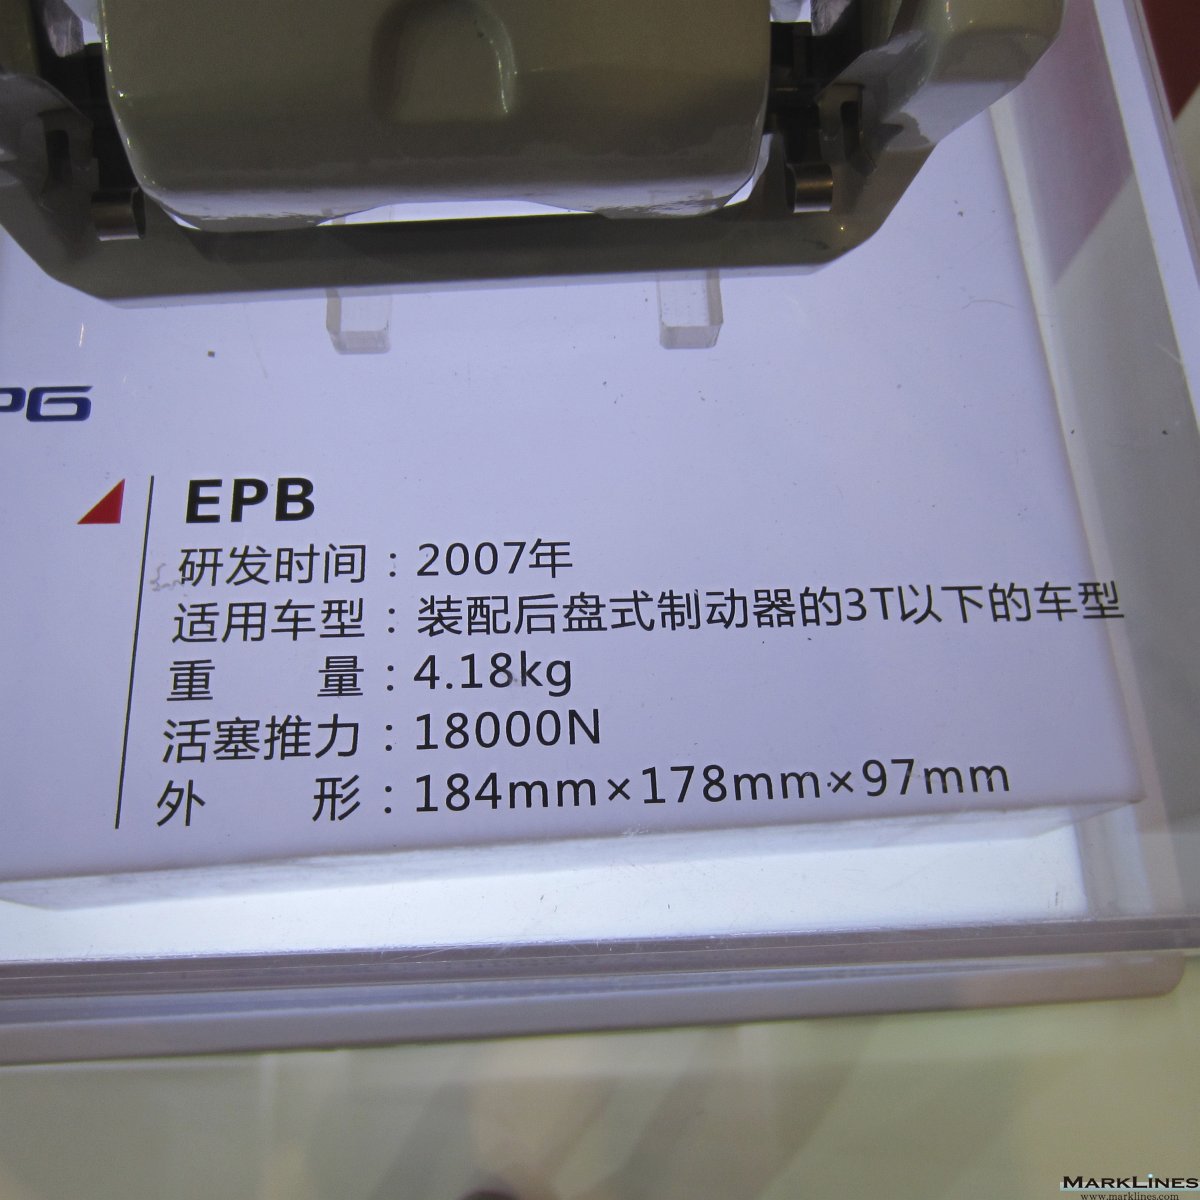 EPB
研发时间：2007年
适用车型：装配后盘式制动器的3T以下的车型
重量：4.18kg
活塞推力：18000N
外形：184mm×178mm×97mm
MARKLINES
www.marklines.com